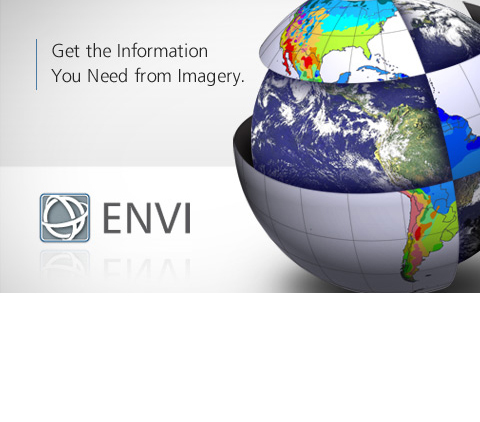 Get the Information
You Need from Imagery.
ENVI